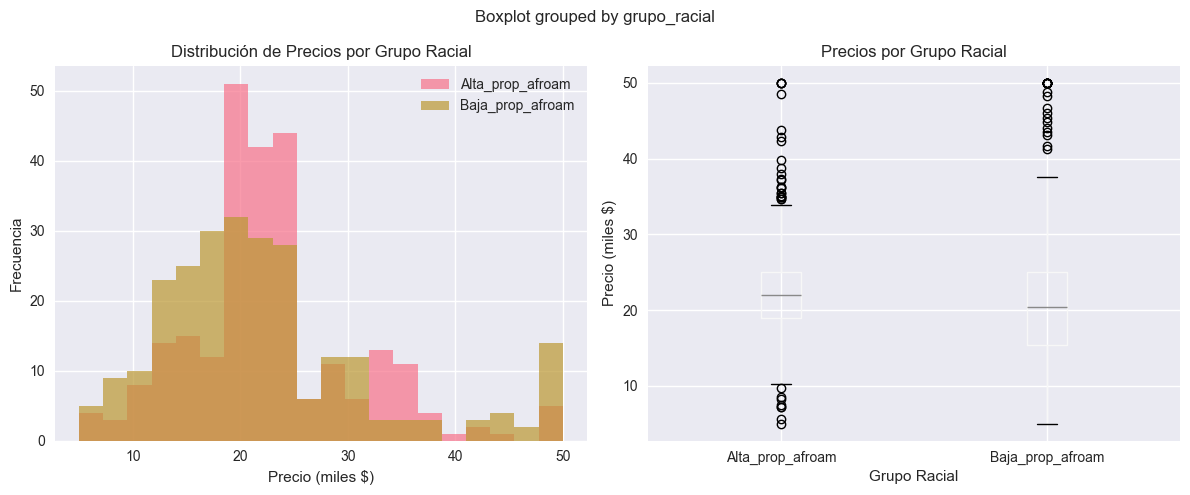 Boxplot grouped by grupo_racial
Distribución de Precios por Grupo Racial
Alta_prop_afroam
Baja_prop_afroam
Frecuencia
50
40
30
20
10
0
10
20
30
40
50
Precio (miles $)
Precios por Grupo Racial
Precio (miles $)
50
40
30
20
10
Alta_prop_afroam
Baja_prop_afroam
Grupo Racial